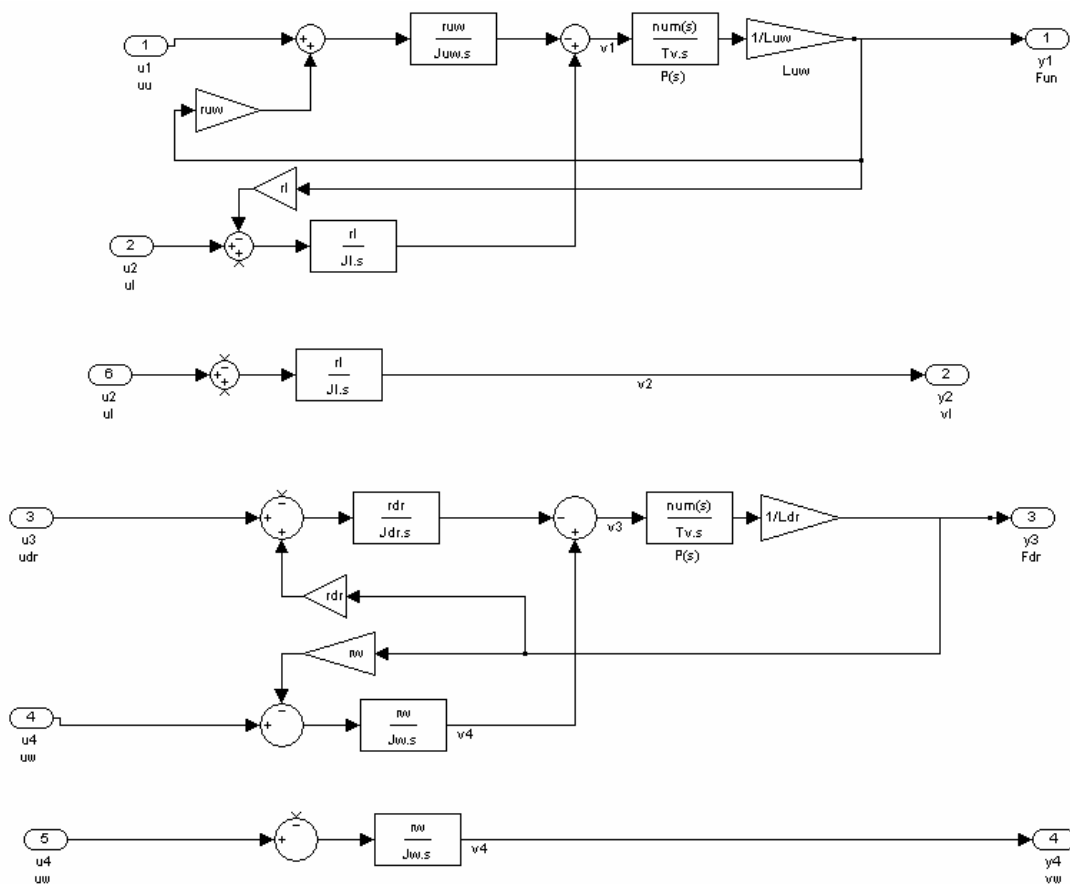 ruw
num(s)
1
Juw.s
v1
Tv.s
1/Luw
1
u1
uu
P(s)
Luw
y1
Fun
ruw
rl
2
rl
Jl.s
u2
ul
6
rl
Jl.s
v2
2
u2
ul
y2
vl
3
rdr
Jdr.s
v3
num(s)
Tv.s
1/Ldr
3
u3
udr
P(s)
y3
Fdr
rdr
rw
4
rw
Jw.s
v4
u4
uw
5
rw
Jw.s
v4
4
u4
uw
y4
vw